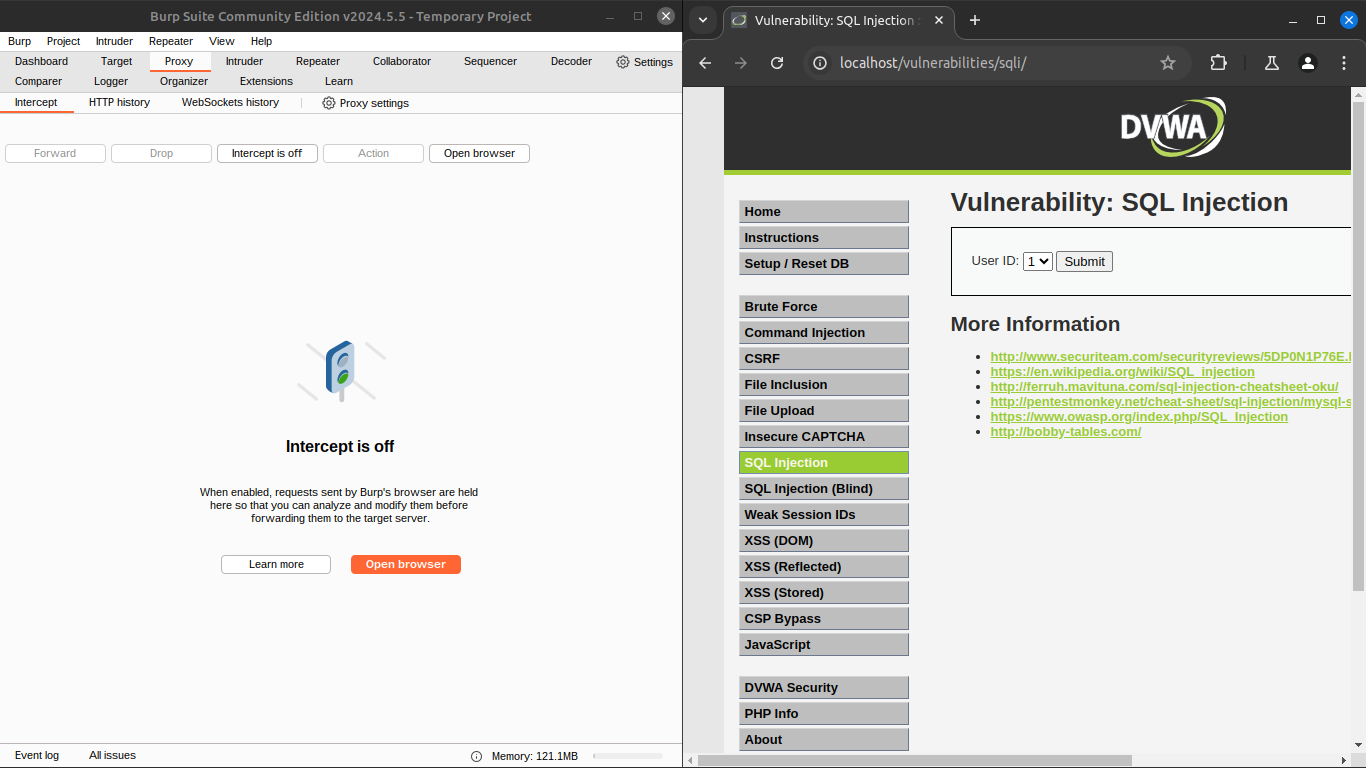 Burp Suite Community Edition v2024.5.5 - Temporary Project
Burp Project Intruder Repeater View Help
Dashboard Target Proxy Intruder Repeater Collaborator Sequencer Decoder Settings
Comparer Logger Organizer Extensions Learn
Intercept HTTP history WebSockets history Proxy settings
Forward Drop Intercept is off Action Open browser
Intercept is off
When enabled, requests sent by Burp's browser are held
here so that you can analyze and modify them before
forwarding them to the target server.
Learn more Open browser
Event log All issues Memory: 121.1MB
Vulnerability: SQL Injection
localhost/vulnerabilities/sqli/
DVWA
Home
Instructions
Setup / Reset DB
Brute Force
Command Injection
CSRF
File Inclusion
File Upload
Insecure CAPTCHA
SQL Injection
SQL Injection (Blind)
Weak Session IDs
XSS (DOM)
XSS (Reflected)
XSS (Stored)
CSP Bypass
JavaScript
DVWA Security
PHP Info
About
Vulnerability: SQL Injection
User ID: 1 Submit
More Information
http://www.securiteam.com/securityreviews/5DP0N1P76E.
https://en.wikipedia.org/wiki/SQL_injection
http://ferruh.mavituna.com/sql-injection-cheatsheet-oku/
http://pentestmonkey.net/cheat-sheet/sql-injection/mysql-s
https://www.owasp.org/index.php/SQL_Injection
http://bobby-tables.com/